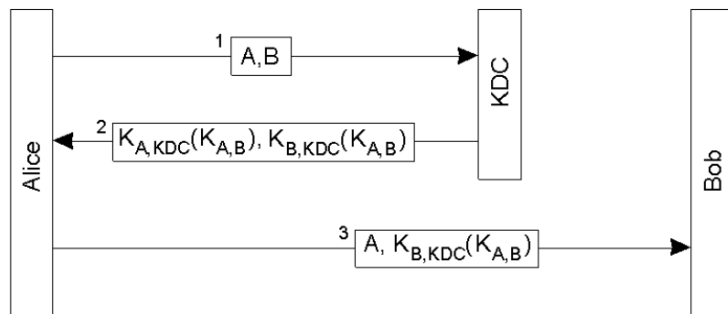 1
A,B
KDC
2
K_A,KDC(K_A,B), K_B,KDC(K_A,B)
Alice
Bob
3
A, K_B,KDC(K_A,B)